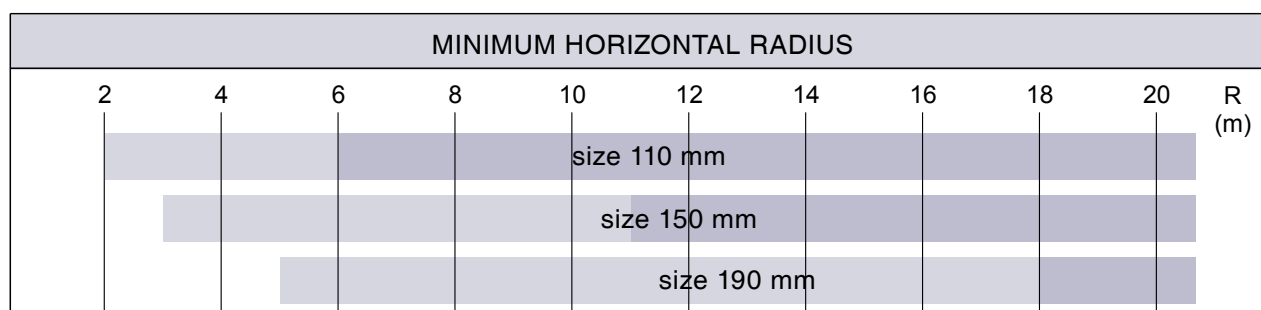 MINIMUM HORIZONTAL RADIUS
2 4 6 8 10 12 14 16 18 20 R
(m)
size 110 mm
size 150 mm
size 190 mm